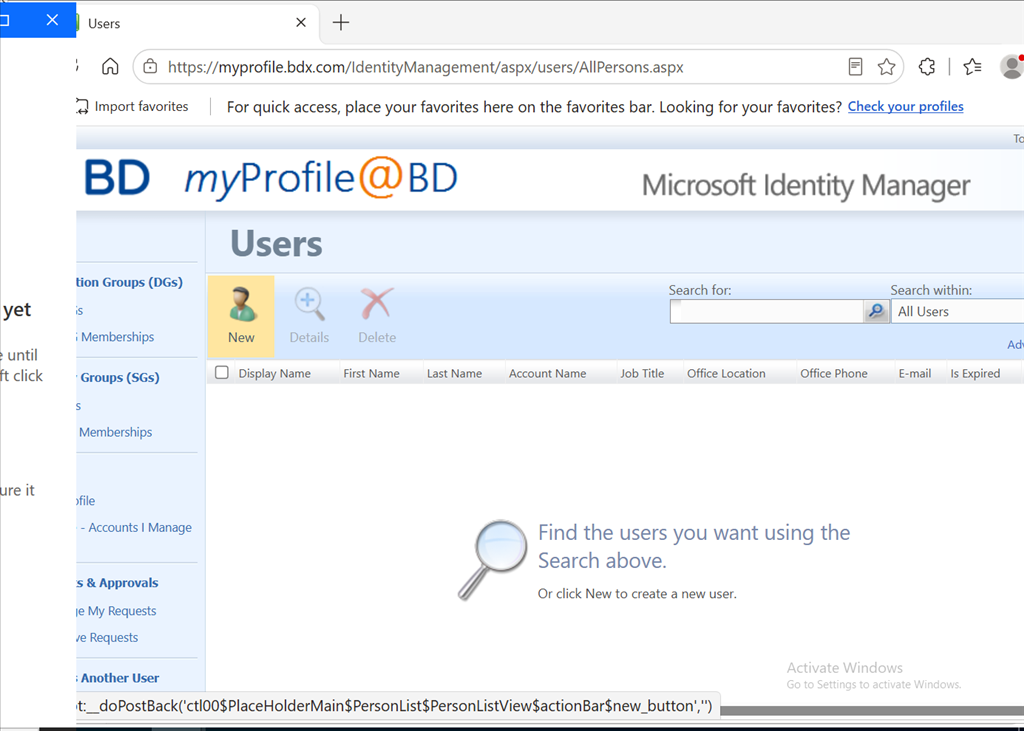 Users
https://myprofile.bdx.com/IdentityManagement/aspx/users/AllPersons.aspx
Import favorites
For quick access, place your favorites here on the favorites bar. Looking for your favorites? Check your profiles
To
BD myProfile@BD
Microsoft Identity Manager
Users
tion Groups (DGs)
Memberships
Groups (SGs)
Memberships
ofile
- Accounts I Manage
s & Approvals
ge My Requests
ve Requests
s Another User
yet
e until
ft click
ure it
New
Details
Delete
Search for:
Search within:
All Users
Adv
Display Name First Name Last Name Account Name Job Title Office Location Office Phone E-mail Is Expired
Find the users you want using the
Search above.
Or click New to create a new user.
Activate Windows
Go to Settings to activate Windows.
t:__doPostBack('ctl00$PlaceHolderMain$PersonList$PersonListView$actionBar$new_button','')